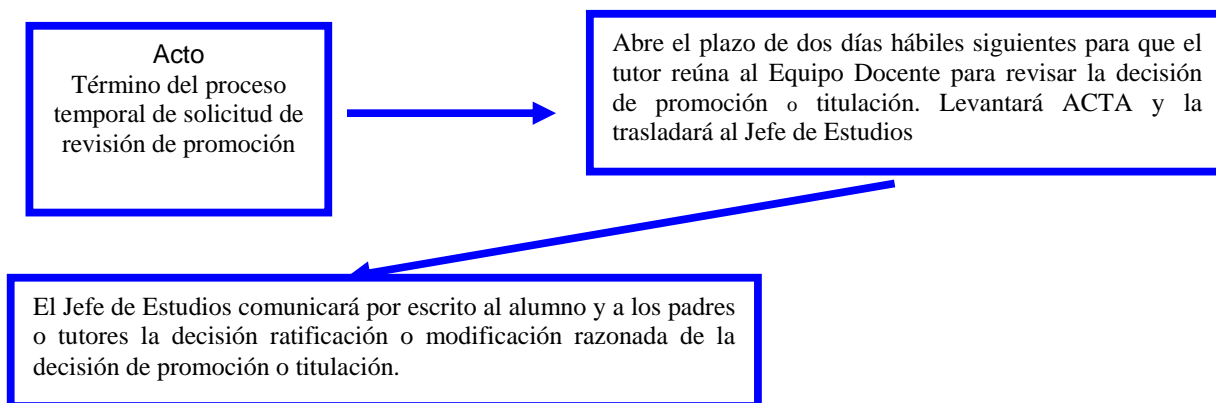 Acto
Término del proceso
temporal de solicitud de
revisión de promoción
Abre el plazo de dos días hábiles siguientes para que el
tutor reúna al Equipo Docente para revisar la decisión
de promoción o titulación. Levantará ACTA y la
trasladará al Jefe de Estudios
El Jefe de Estudios comunicará por escrito al alumno y a los padres
o tutores la decisión ratificación o modificación razonada de la
decisión de promoción o titulación.